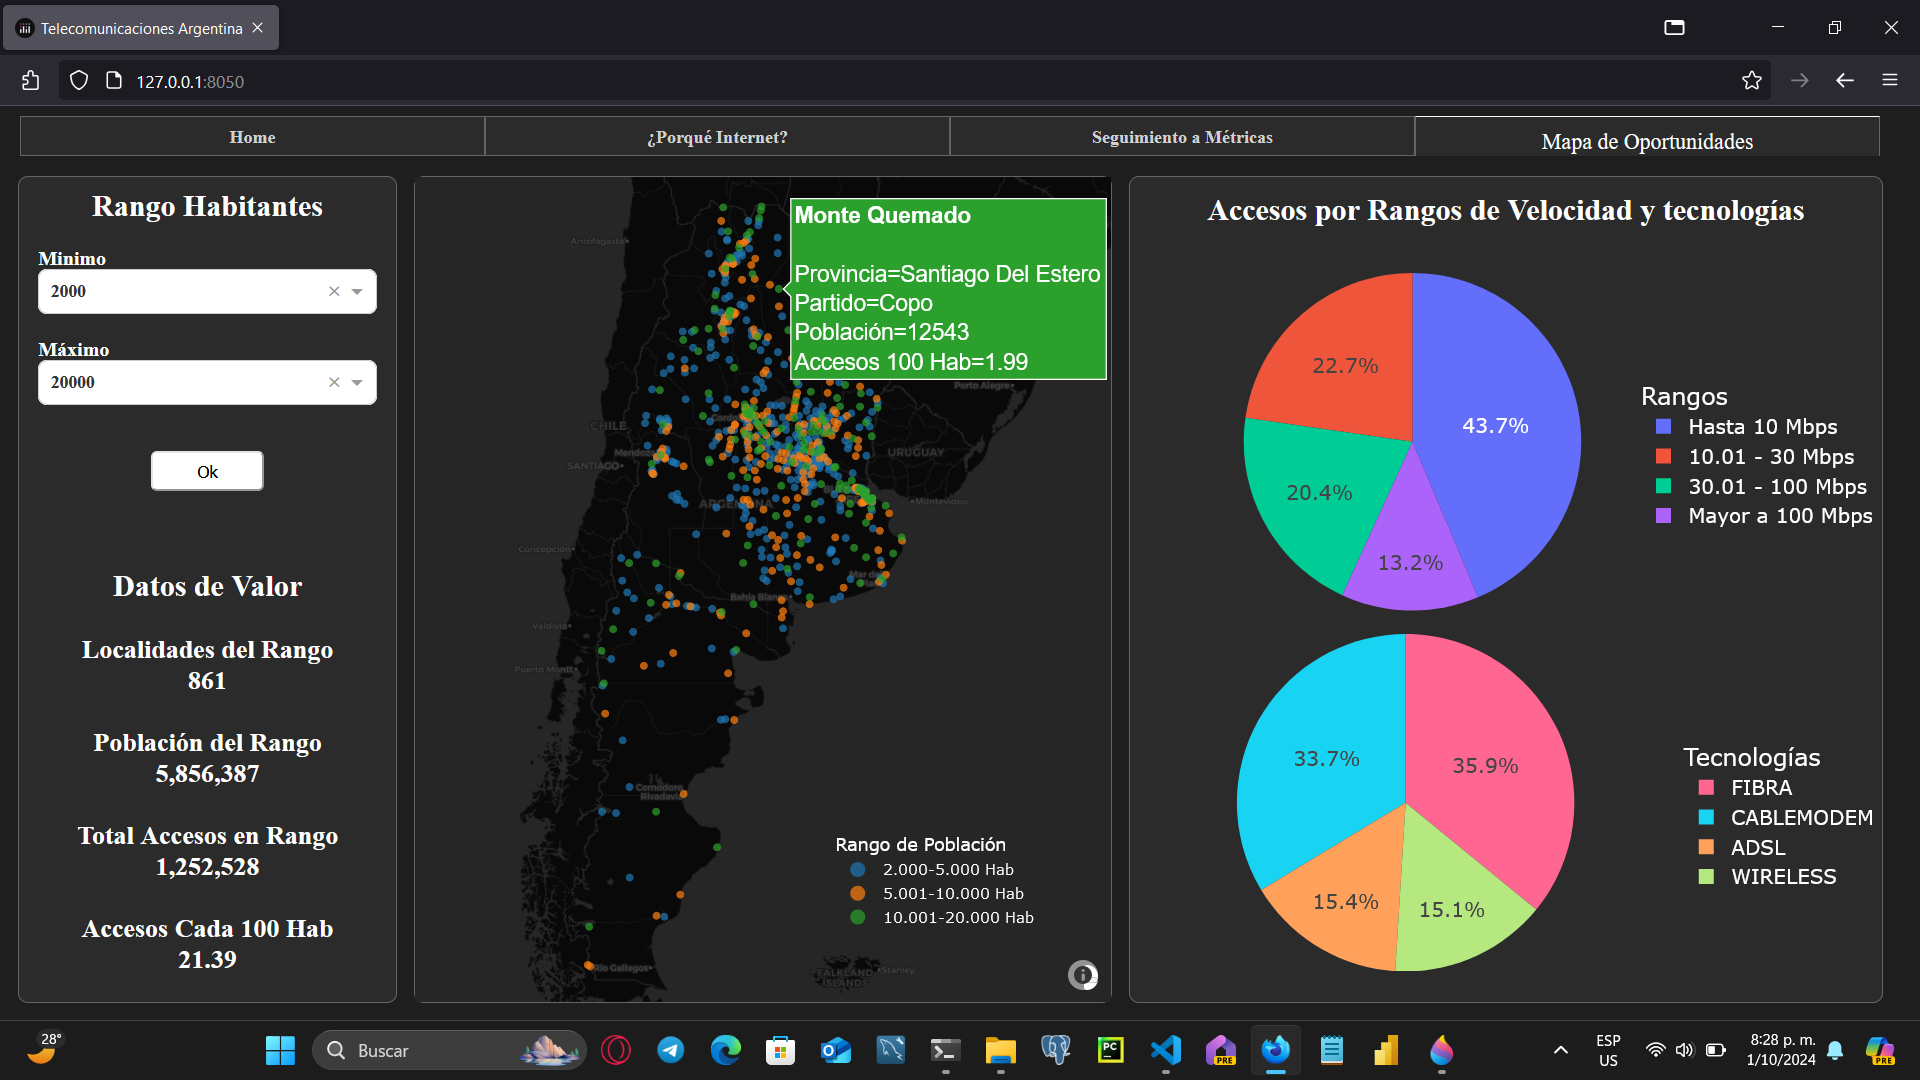 Telecomunicaciones Argentina
127.0.0.1:8050
Home
¿Porqué Internet?
Seguimiento a Métricas
Mapa de Oportunidades
Rango Habitantes
Minimo
2000
Máximo
20000
Ok
Datos de Valor
Localidades del Rango
861
Población del Rango
5,856,387
Total Accesos en Rango
1,252,528
Accesos Cada 100 Hab
21.39
Monte Quemado
Provincia=Santiago Del Estero
Partido=Copo
Población=12543
Accesos 100 Hab=1.99
Antofagasta
Porto Alegre
CHILE
Mendoza
SANTIAGO
URUGUAY
Montevideo
ARGENTINA
Concepción
Bahía Blanca
Valdivia
Puerto Montt
Comodoro
Rivadavia
Río Gallegos
FALKLAND
ISLANDS
Stanley
Rango de Población
2.000-5.000 Hab
5.001-10.000 Hab
10.001-20.000 Hab
Accesos por Rangos de Velocidad y tecnologías
22.7%
43.7%
20.4%
13.2%
Rangos
Hasta 10 Mbps
10.01 - 30 Mbps
30.01 - 100 Mbps
Mayor a 100 Mbps
33.7%
35.9%
15.4%
15.1%
Tecnologías
FIBRA
CABLEMODEM
ADSL
WIRELESS
28°
Buscar
PC
PRE
ESP
US
8:28 p. m.
1/10/2024
PRE